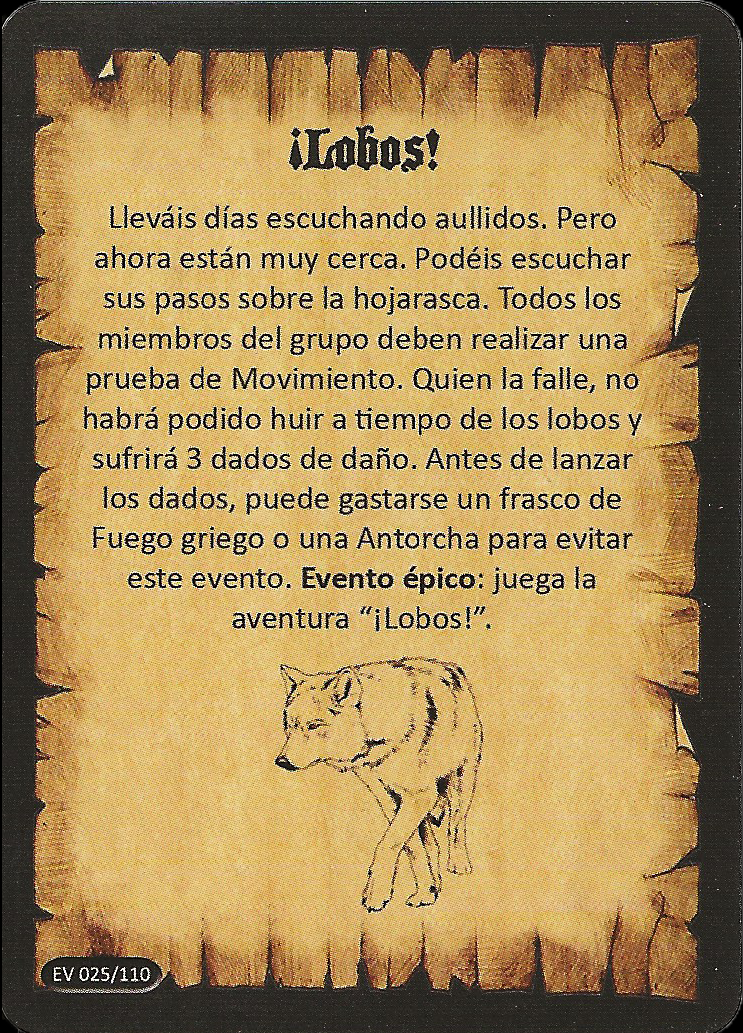 ¡Lobos!
Lleváis días escuchando aullidos. Pero
ahora están muy cerca. Podéis escuchar
sus pasos sobre la hojarasca. Todos los
miembros del grupo deben realizar una
prueba de Movimiento. Quien la falle, no
habrá podido huir a tiempo de los lobos y
sufrirá 3 dados de daño. Antes de lanzar
los dados, puede gastarse un frasco de
Fuego griego o una Antorcha para evitar
este evento. Evento épico: juega la
aventura “¡Lobos!”.
EV 025/110